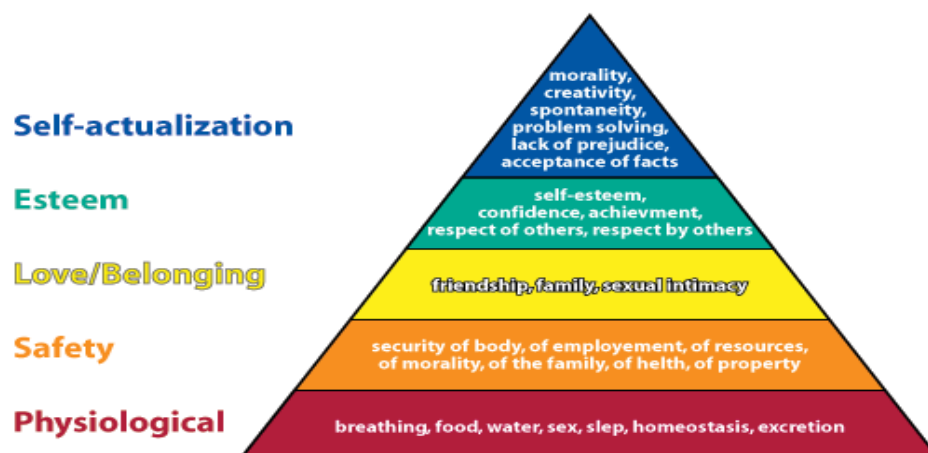 morality,
creativity,
spontaneity,
Self-actualization
problem solving,
lack of prejudice,
acceptance of facts
Esteem
self-esteem,
confidence, achievment,
respect of others, respect by others
Love/Belonging
friendship, family, sexual intimacy
Safety
security of body, of employement, of resources,
of morality, of the family, of helth, of property
Physiological
breathing, food, water, sex, slep, homeostasis, excretion